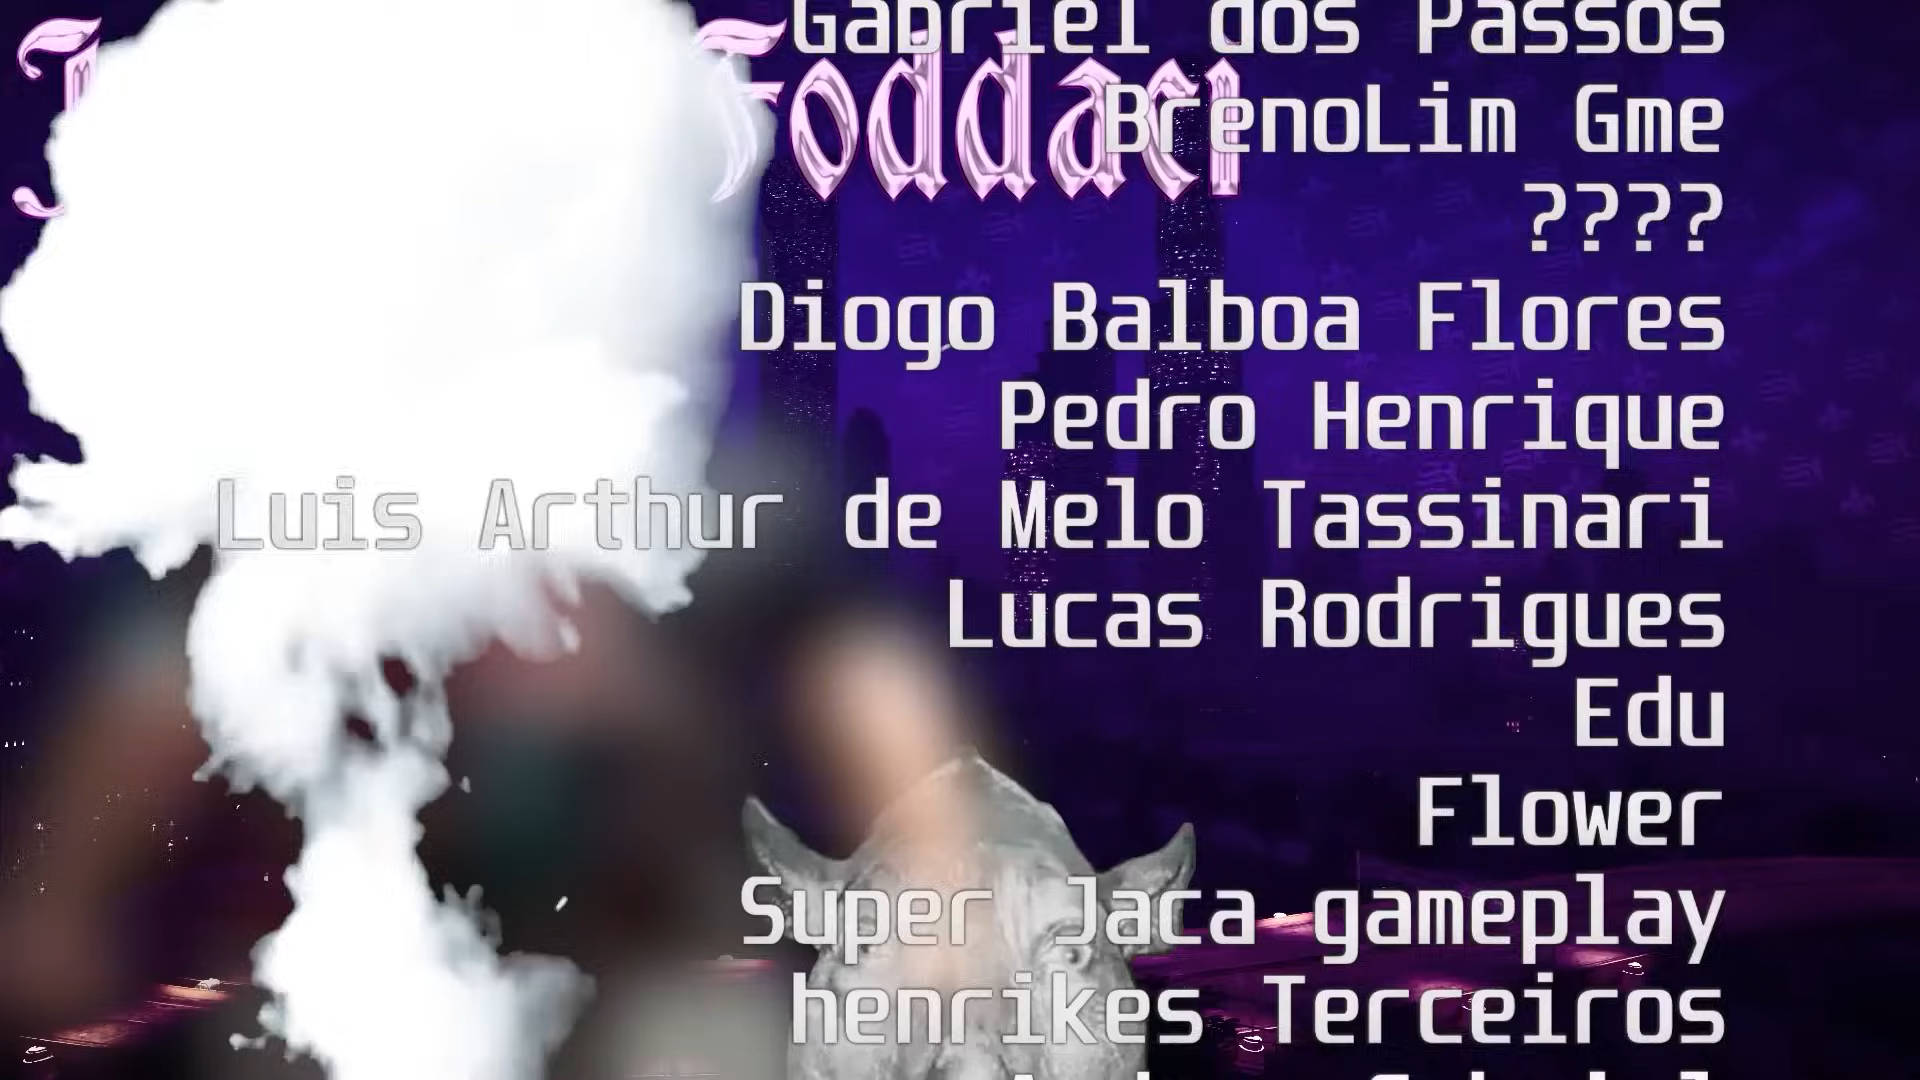 Gabriel dos Passos
Foddaci
BrenoLim Gme
????
Diogo Balboa Flores
Pedro Henrique
Luis Arthur de Melo Tassinari
Lucas Rodrigues
Edu
Flower
Super Jaca gameplay
henrikes Terceiros